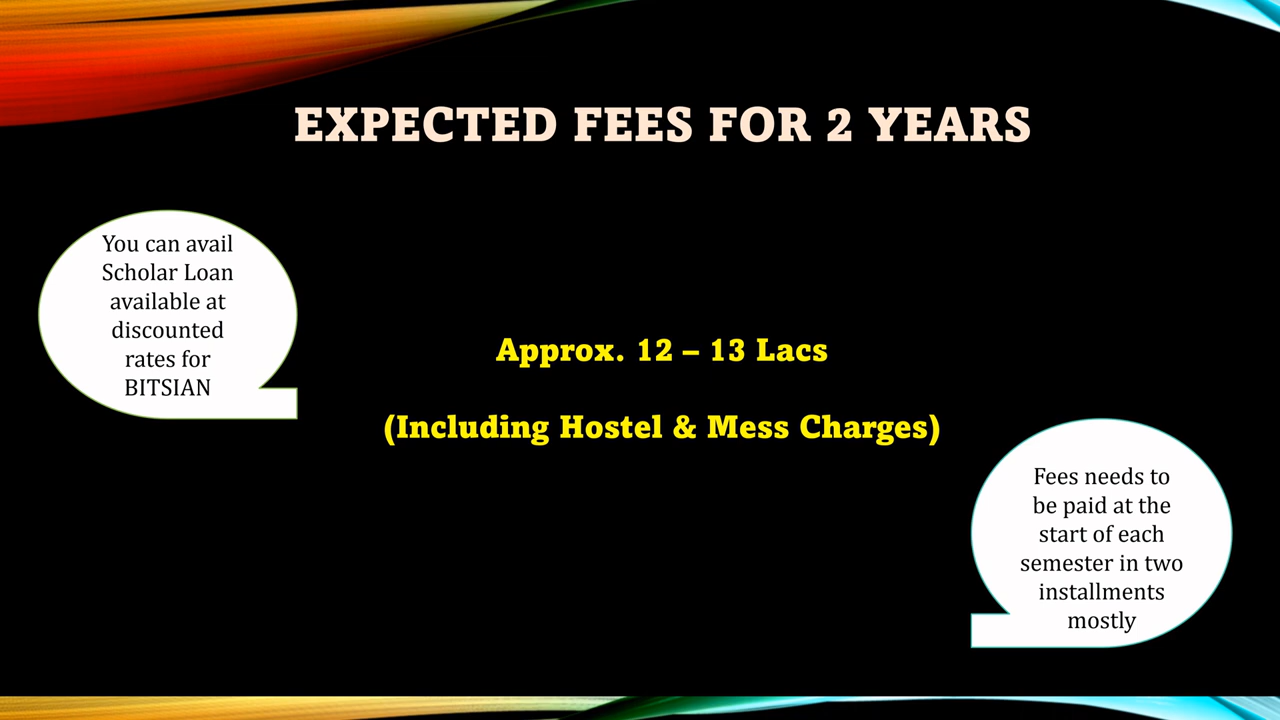 EXPECTED FEES FOR 2 YEARS
You can avail
Scholar Loan
available at
discounted
rates for
BITSIAN
Approx. 12 – 13 Lacs
(Including Hostel & Mess Charges)
Fees needs to
be paid at the
start of each
semester in two
installments
mostly